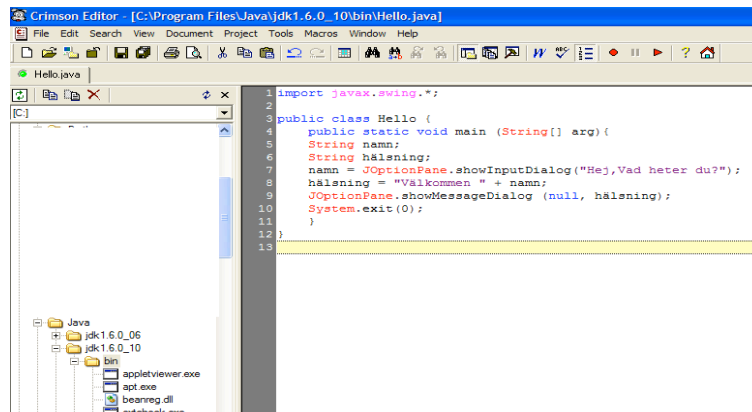 Crimson Editor - [C:\Program Files\Java\jdk1.6.0_10\bin\Hello.java]
File Edit Search View Document Project Tools Macros Window Help
Hello.java
[C:]
1 import javax.swing.*;
2
3 public class Hello {
4 public static void main (String[] arg){
5 String namn;
6 String hälsning;
7 namn = JOptionPane.showInputDialog("Hej,Vad heter du?");
8 hälsning = "Välkommen " + namn;
9 JOptionPane.showMessageDialog (null, hälsning);
10 System.exit(0);
11 }
12 }
13
Java
jdk1.6.0_06
jdk1.6.0_10
bin
appletviewer.exe
apt.exe
beanreg.dll